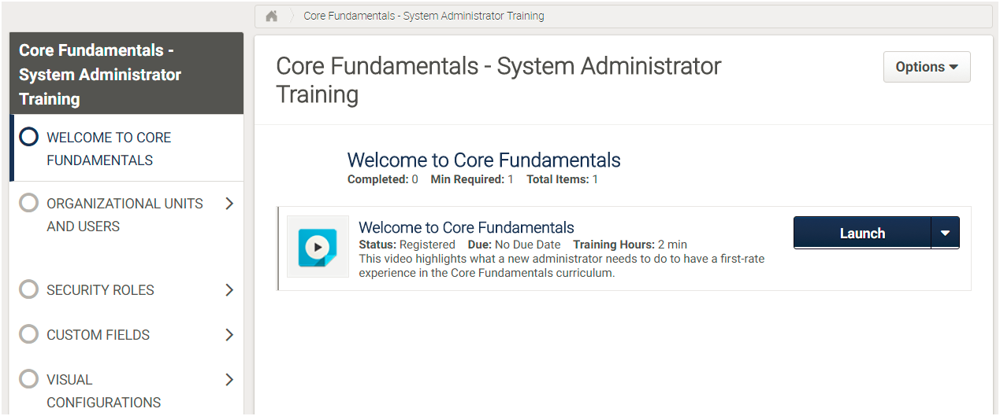 Core Fundamentals - System Administrator Training
Core Fundamentals -
System Administrator
Training
WELCOME TO CORE
FUNDAMENTALS
ORGANIZATIONAL UNITS
AND USERS
SECURITY ROLES
CUSTOM FIELDS
VISUAL
CONFIGURATIONS
Core Fundamentals - System Administrator
Training
Options
Welcome to Core Fundamentals
Completed: 0 Min Required: 1 Total Items: 1
Welcome to Core Fundamentals
Status: Registered Due: No Due Date Training Hours: 2 min
This video highlights what a new administrator needs to do to have a first-rate
experience in the Core Fundamentals curriculum.
Launch